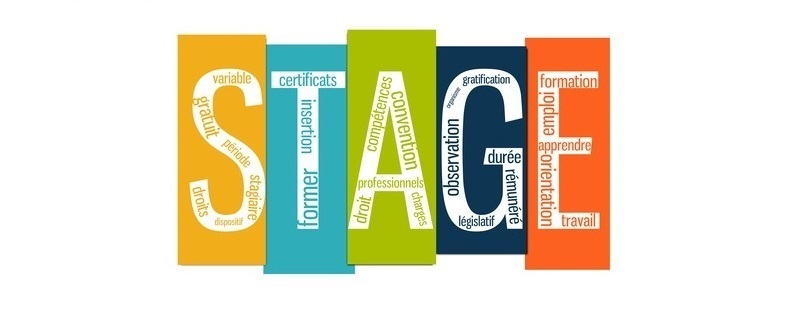 STAGE
variable
gratuit
période
stagiaire
droits
dispositif
certificats
insertion
former
compétences
convention
professionnels
droit
charges
gratification
organisme
observation
durée
rémunéré
législatif
formation
emploi
apprendre
orientation
travail